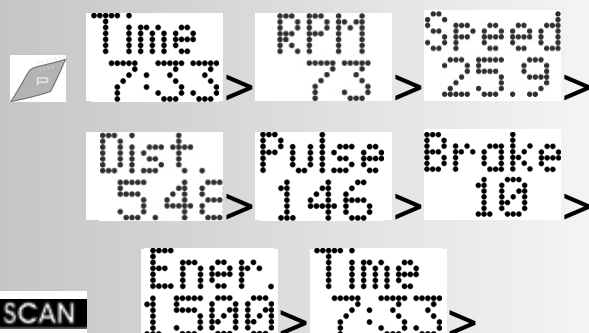 Time > RPM > Speed >
P 7:33 73 25.9
Dist. > Pulse > Brake >
5.48 146 10
Ener. > Time >
SCAN 1500 7:33